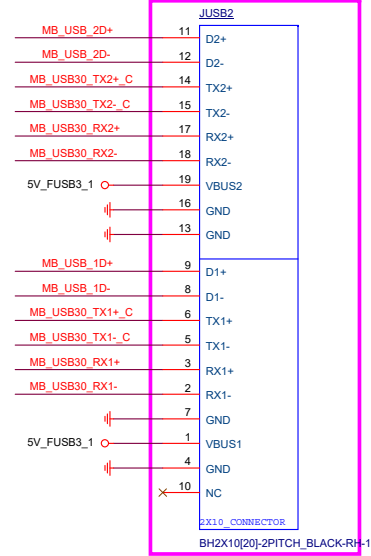 JUSB2
MB_USB_2D+ 11 D2+
MB_USB_2D- 12 D2-
MB_USB30_TX2+_C 14 TX2+
MB_USB30_TX2-_C 15 TX2-
MB_USB30_RX2+ 17 RX2+
MB_USB30_RX2- 18 RX2-
5V_FUSB3_1 19 VBUS2
16 GND
13 GND
MB_USB_1D+ 9 D1+
MB_USB_1D- 8 D1-
MB_USB30_TX1+_C 6 TX1+
MB_USB30_TX1-_C 5 TX1-
MB_USB30_RX1+ 3 RX1+
MB_USB30_RX1- 2 RX1-
7 GND
5V_FUSB3_1 1 VBUS1
4 GND
10 NC
2X10_CONNECTOR
BH2X10[20]-2PITCH_BLACK-RH-1